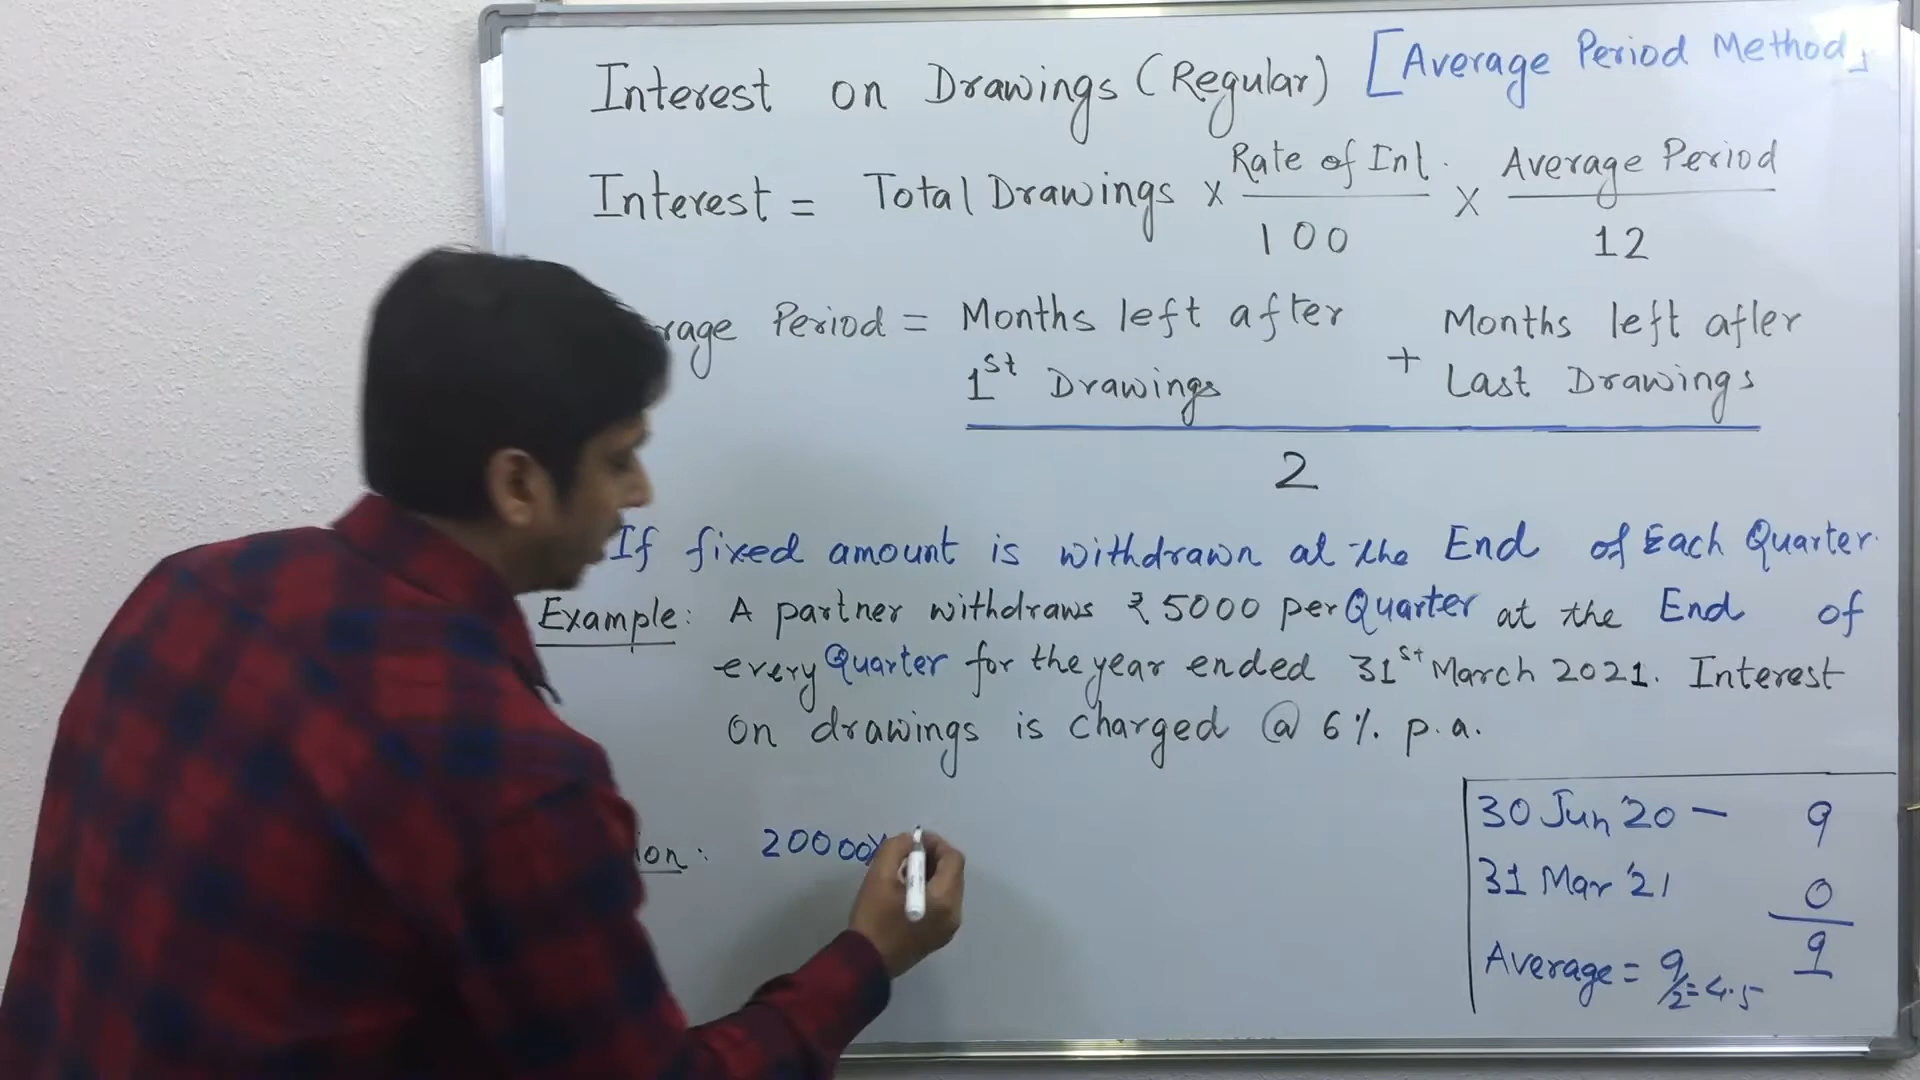 Interest on Drawings (Regular) [Average Period Method]
Interest = Total Drawings x Rate of Int. / 100 x Average Period / 12
Period = Months left after 1st Drawings + Months left after Last Drawings
2
If fixed amount is withdrawn at the End of Each Quarter.
Example: A partner withdraws ₹5000 per Quarter at the End of
every Quarter for the year ended 31st March 2021. Interest
on drawings is charged @ 6%. p.a.
20000x
30 Jun '20 — 9
31 Mar '21 0
9
Average = 9/2 = 4.5